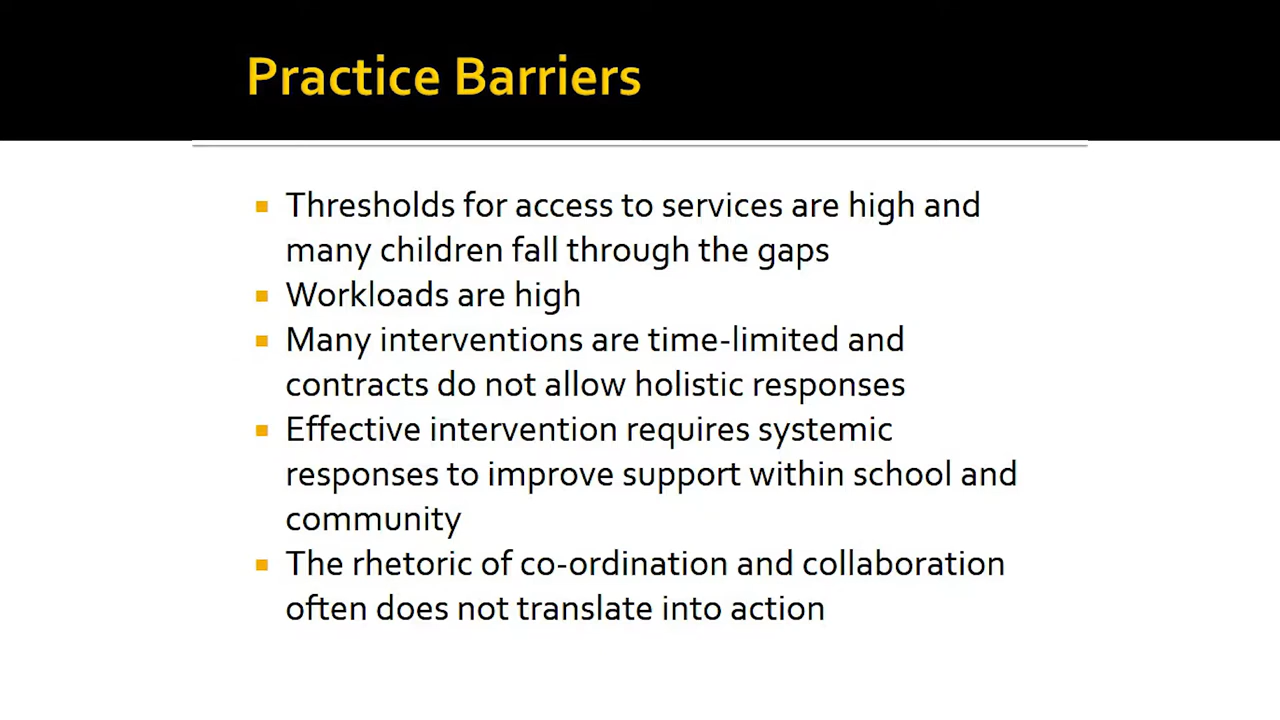 Practice Barriers
Thresholds for access to services are high and
many children fall through the gaps
Workloads are high
Many interventions are time-limited and
contracts do not allow holistic responses
Effective intervention requires systemic
responses to improve support within school and
community
The rhetoric of co-ordination and collaboration
often does not translate into action